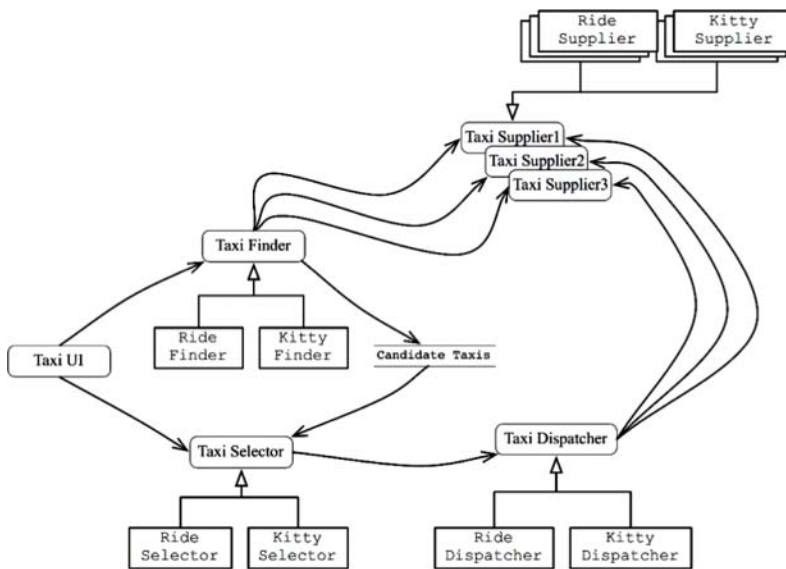 Ride
Supplier
Kitty
Supplier
Taxi Supplier1
Taxi Supplier2
Taxi Supplier3
Taxi Finder
Ride
Finder
Kitty
Finder
Taxi UI
Candidate Taxis
Taxi Selector
Taxi Dispatcher
Ride
Selector
Kitty
Selector
Ride
Dispatcher
Kitty
Dispatcher